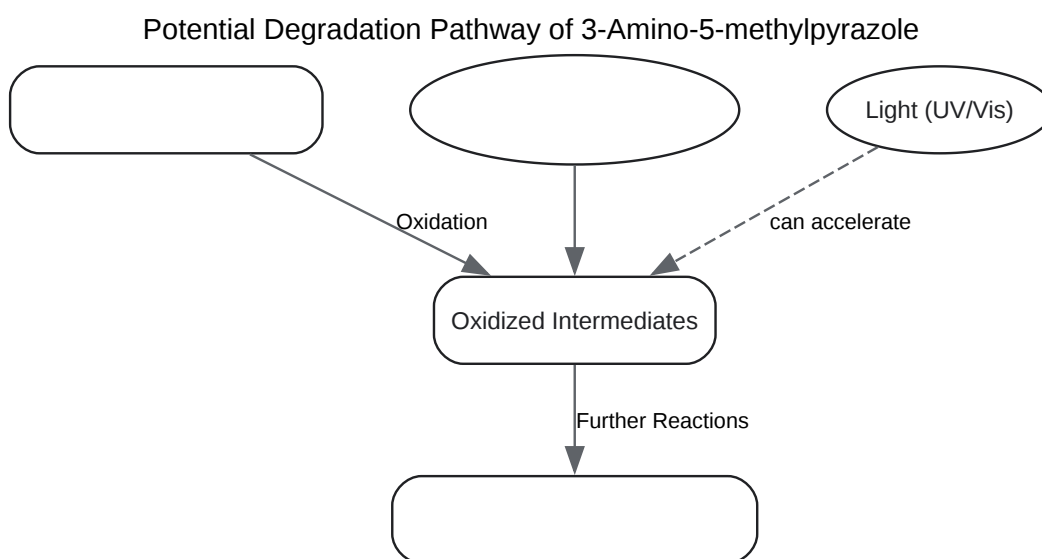 Potential Degradation Pathway of 3-Amino-5-methylpyrazole
Light (UV/Vis)
Oxidation
can accelerate
Oxidized Intermediates
Further Reactions